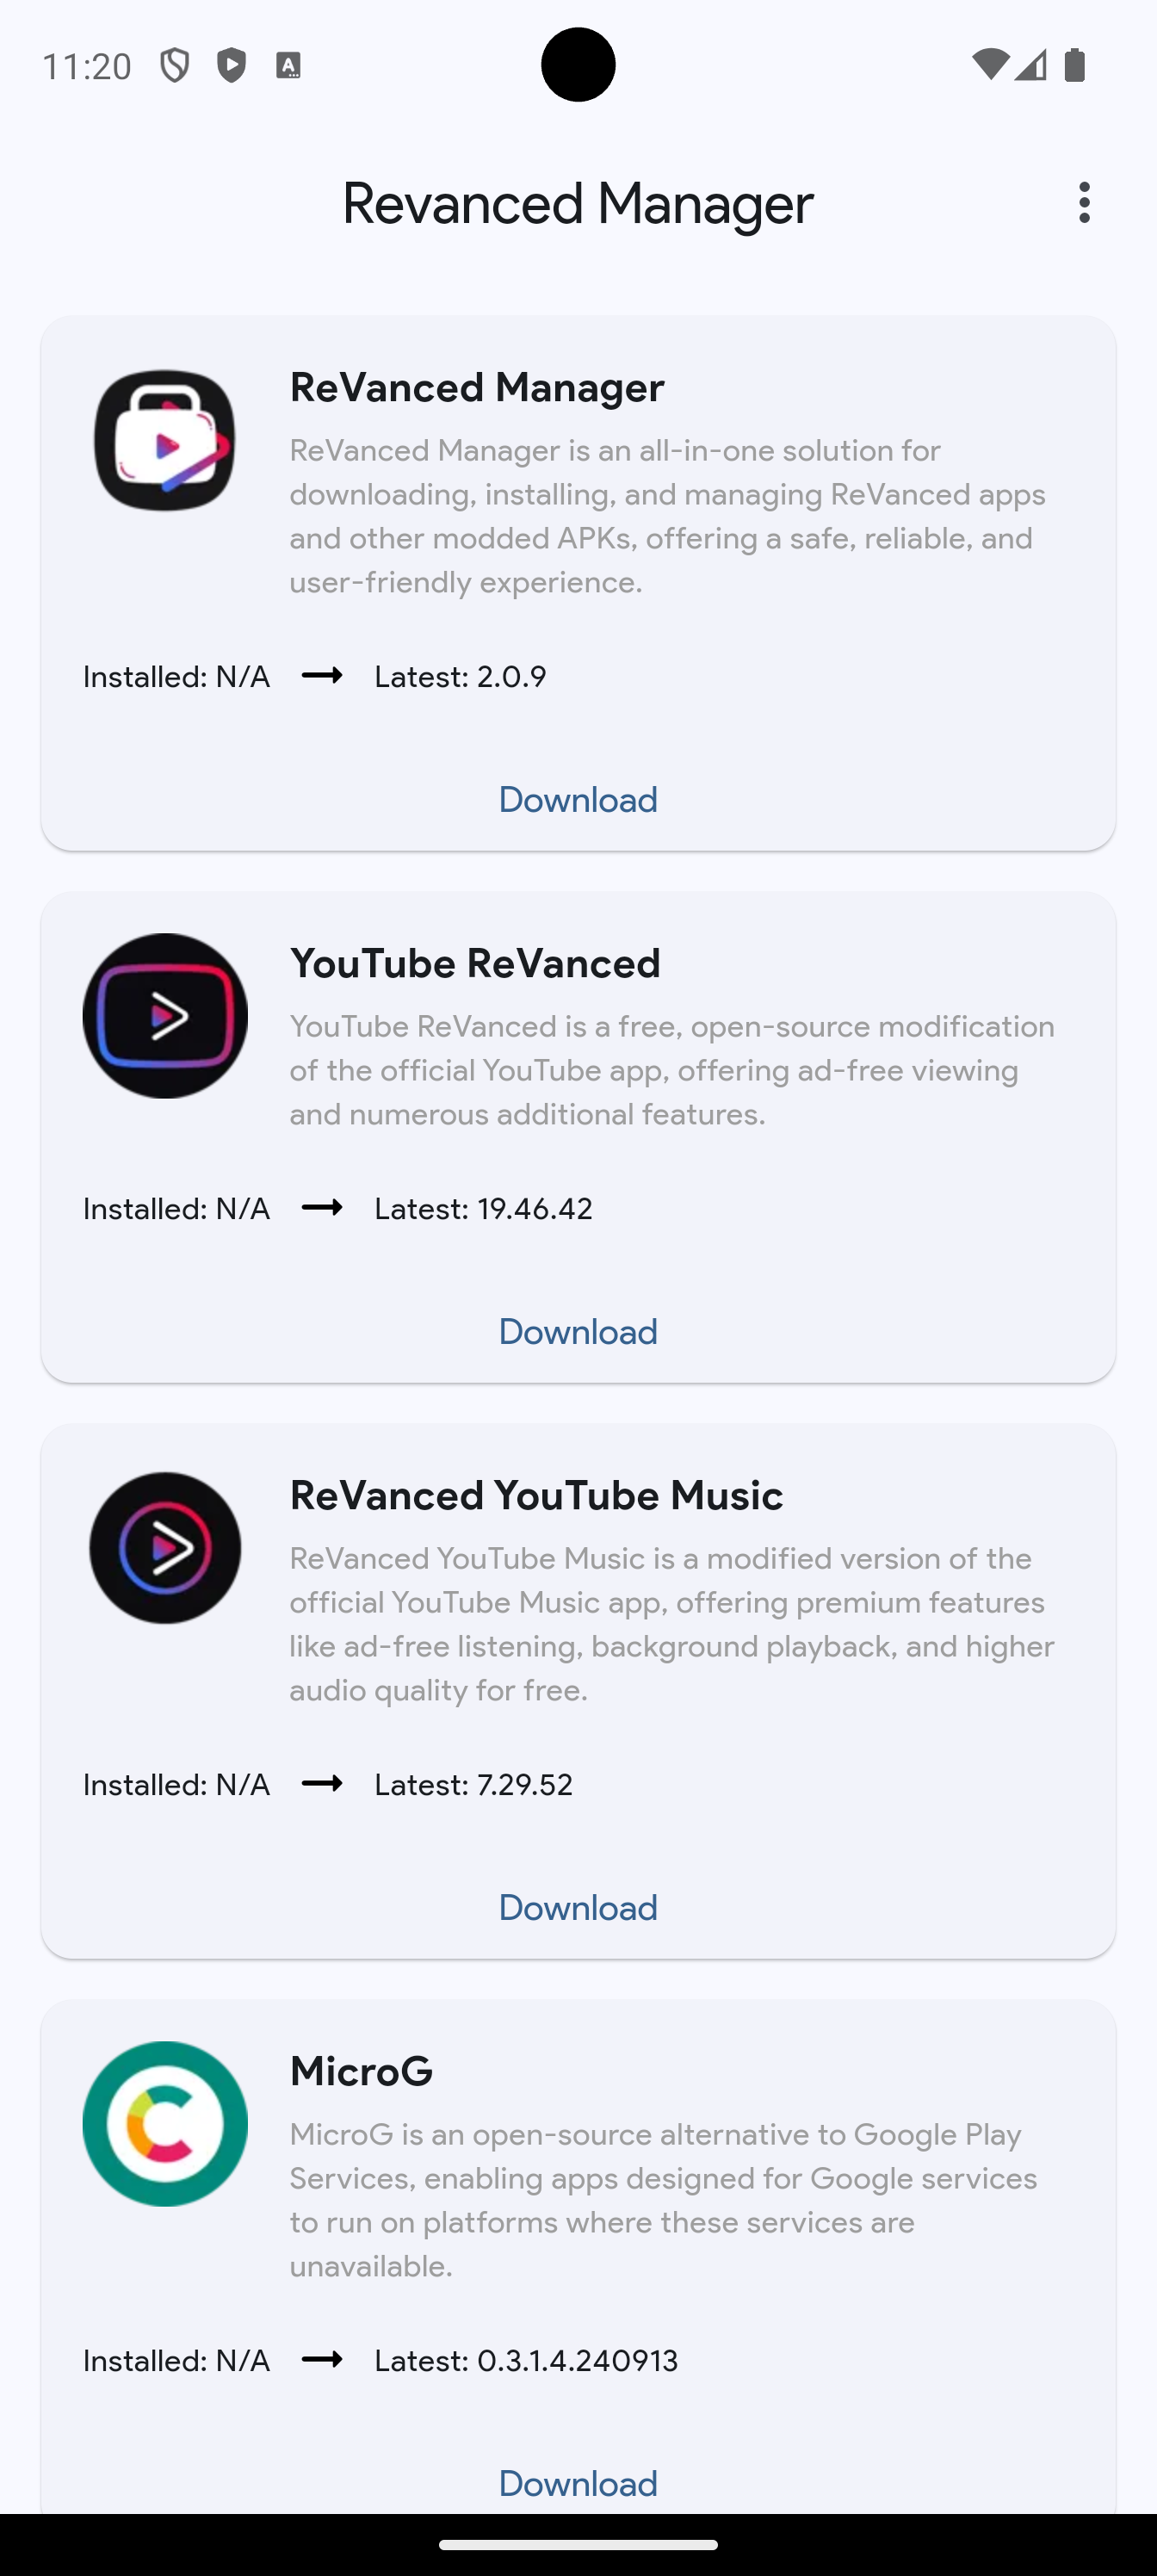 11:20
Revanced Manager
ReVanced Manager
ReVanced Manager is an all-in-one solution for
downloading, installing, and managing ReVanced apps
and other modded APKs, offering a safe, reliable, and
user-friendly experience.
Installed: N/A Latest: 2.0.9
Download
YouTube ReVanced
YouTube ReVanced is a free, open-source modification
of the official YouTube app, offering ad-free viewing
and numerous additional features.
Installed: N/A Latest: 19.46.42
Download
ReVanced YouTube Music
ReVanced YouTube Music is a modified version of the
official YouTube Music app, offering premium features
like ad-free listening, background playback, and higher
audio quality for free.
Installed: N/A Latest: 7.29.52
Download
MicroG
MicroG is an open-source alternative to Google Play
Services, enabling apps designed for Google services
to run on platforms where these services are
unavailable.
Installed: N/A Latest: 0.3.1.4.240913
Download